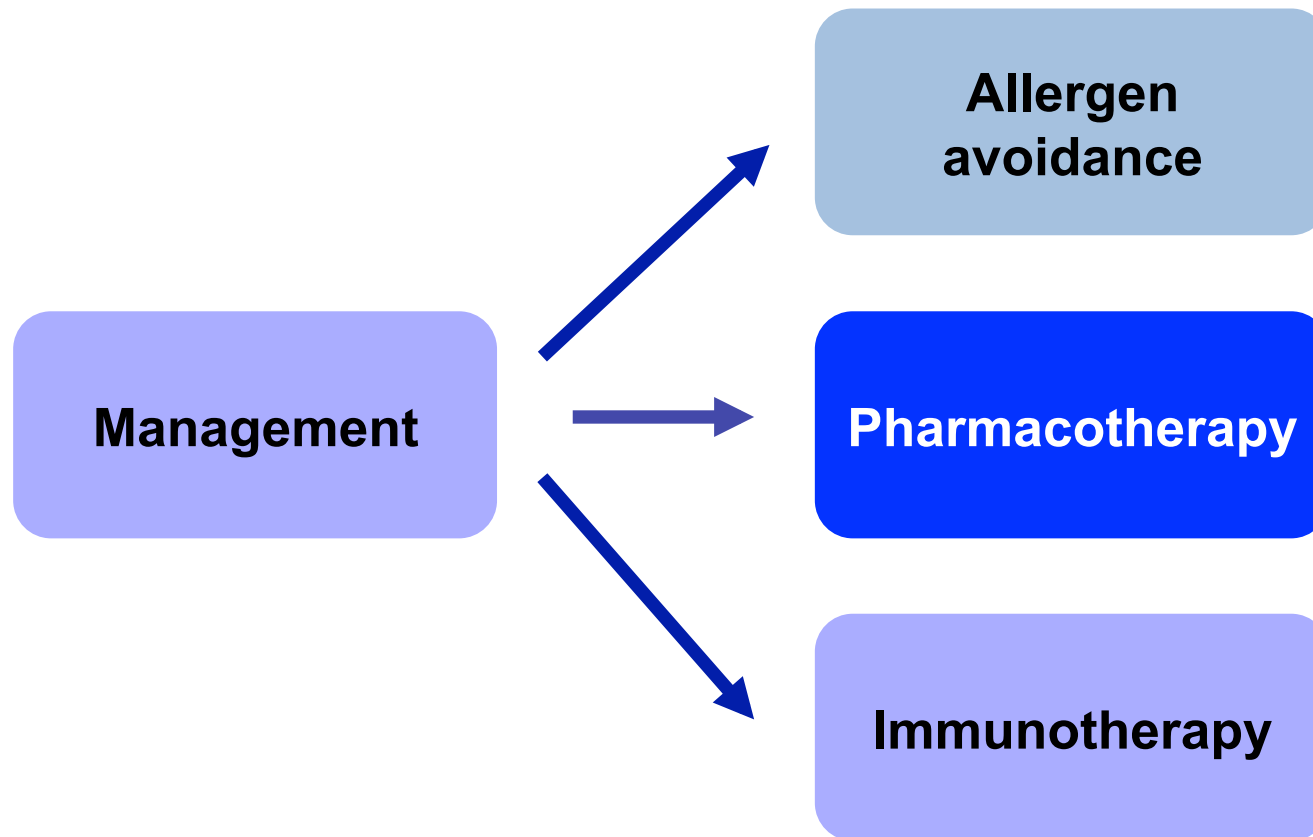 Allergen
avoidance
Management
Pharmacotherapy
Immunotherapy